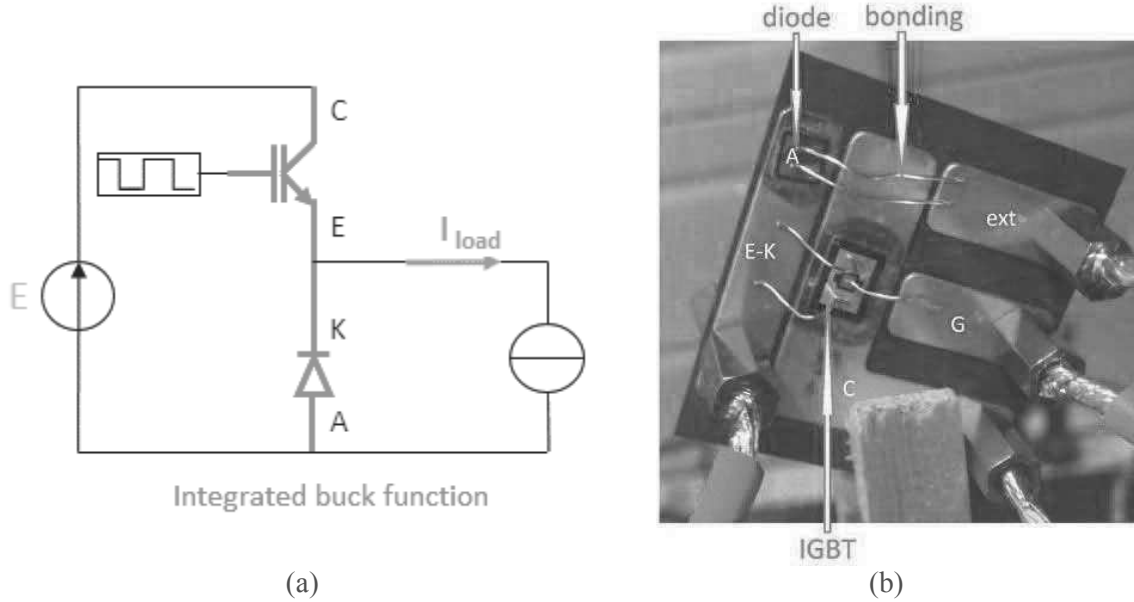 C
E
I load
E
K
A
Integrated buck function
(a)
diode
bonding
A
ext
E-K
G
C
IGBT
(b)